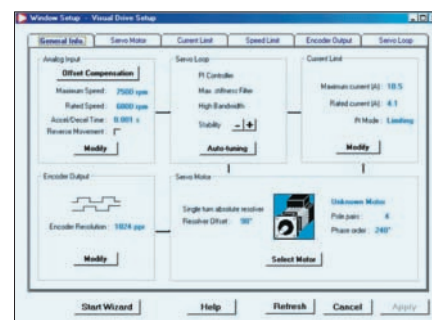 Window Setup - Visual Drive Setup
General Info
Servo Motor
Current Limit
Speed Limit
Encoder Output
Servo Loop
Analog Input
Offset Compensation
Maximum Speed : 7500 rpm
Rated Speed : 6000 rpm
Accel/Decel Time : 0.001 s
Reverse Movement :
Modify
Servo Loop
PI Controller
Max. stiffness Filter
High Bandwidth
Stability - +
Auto-tuning
Current Limit
Maximum current (A) : 10.5
Rated current (A) : 4.1
I²t Mode : Limiting
Modify
Encoder Output
Encoder Resolution : 1024 ppr
Modify
Servo Motor
Single turn absolute resolver
Resolver Offset : 90°
Unknown Motor
Pole pairs : 4
Phase order : 240°
Select Motor
Start Wizard
Help
Refresh
Cancel
Apply